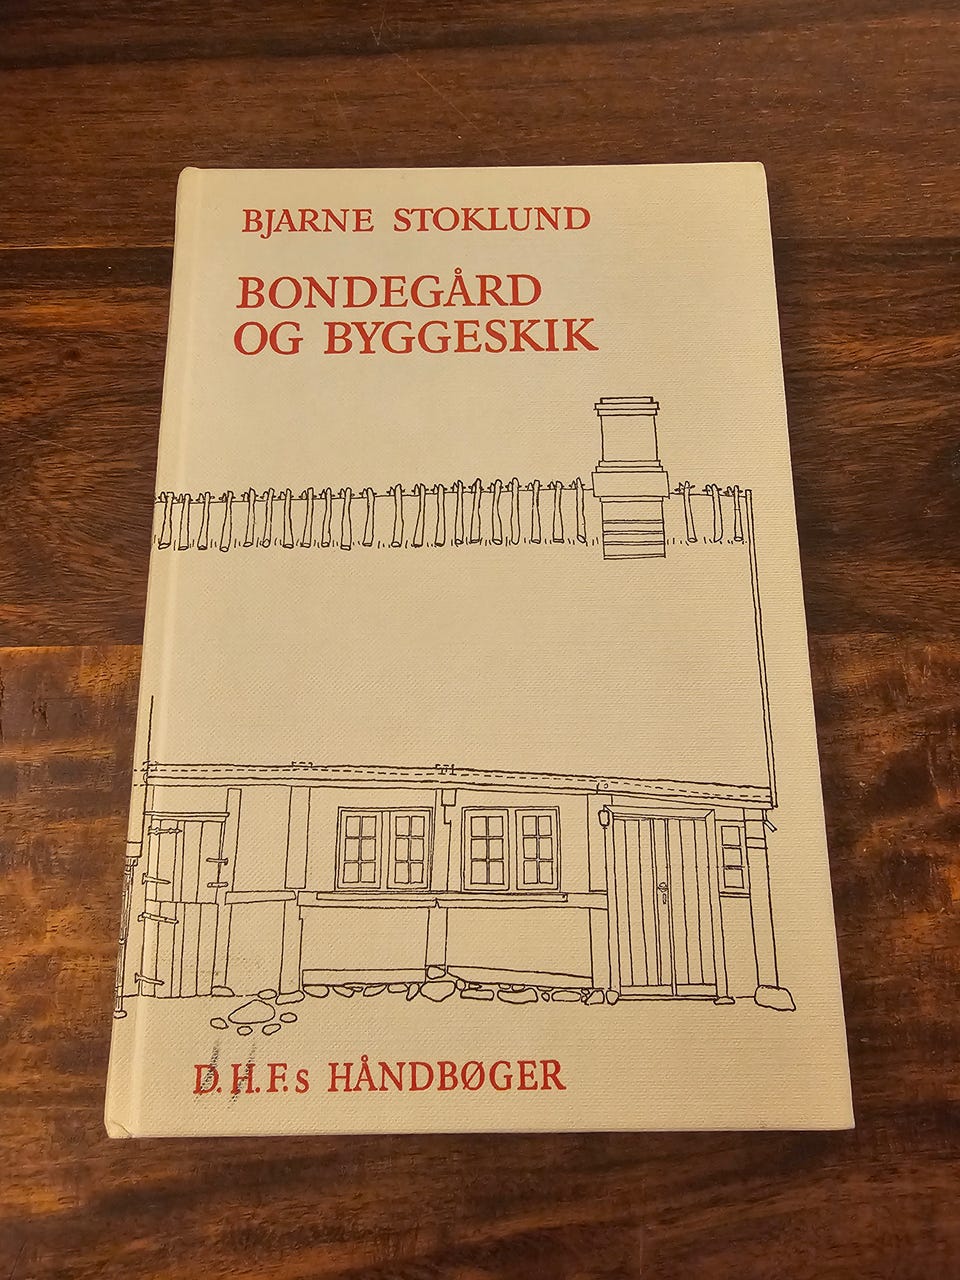 BJARNE STOKLUND
BONDEGÅRD
OG BYGGESKIK
D.H.F.s HÅNDBØGER